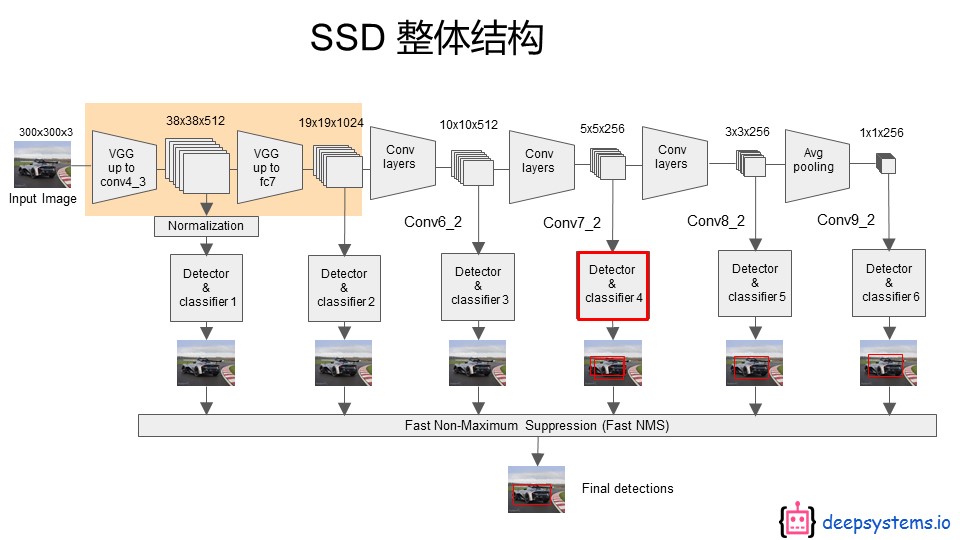 SSD 整体结构
300x300x3
38x38x512
19x19x1024
10x10x512
5x5x256
3x3x256
1x1x256
Input Image
VGG
up to
conv4_3
VGG
up to
fc7
Conv
layers
Conv
layers
Conv
layers
Avg
pooling
Normalization
Conv6_2
Conv7_2
Conv8_2
Conv9_2
Detector
&
classifier 1
Detector
&
classifier 2
Detector
&
classifier 3
Detector
&
classifier 4
Detector
&
classifier 5
Detector
&
classifier 6
Fast Non-Maximum Suppression (Fast NMS)
Final detections
deepsystems.io